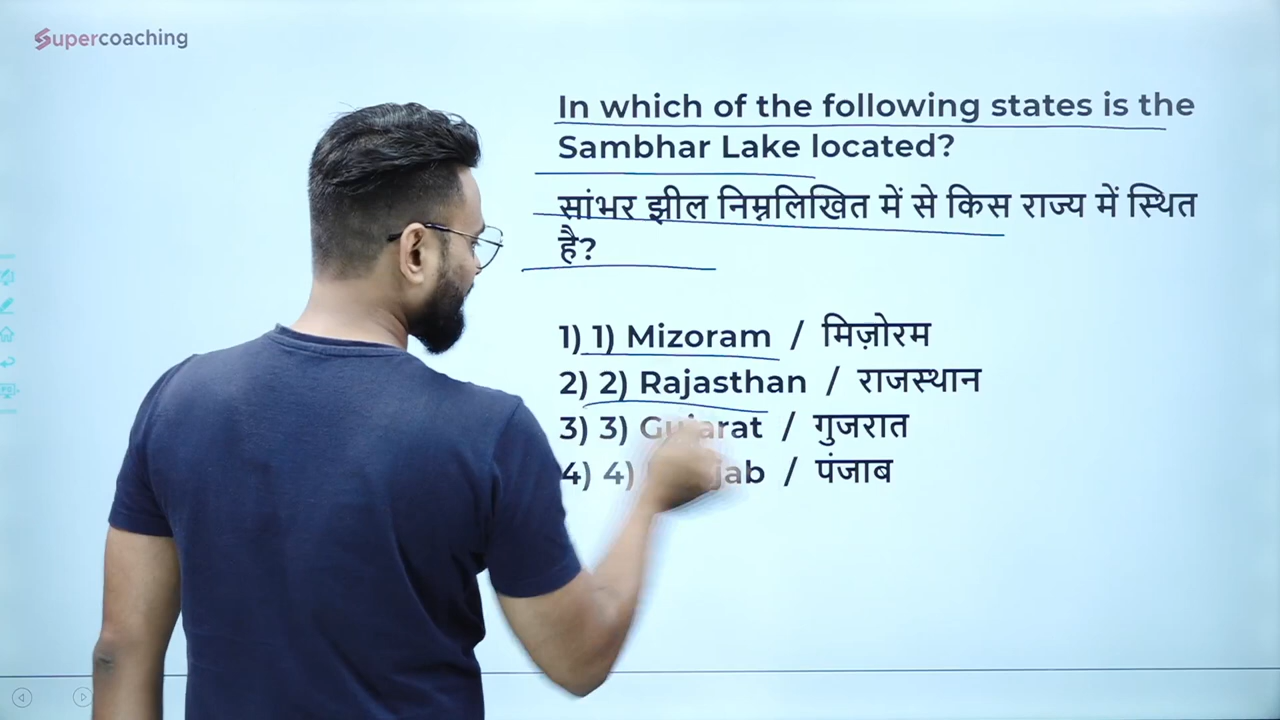 Supercoaching
In which of the following states is the
Sambhar Lake located?
सांभर झील निम्नलिखित में से किस राज्य में स्थित
है?
1) 1) Mizoram / मिज़ोरम
2) 2) Rajasthan / राजस्थान
3) 3) Gujarat / गुजरात
4) 4) / पंजाब